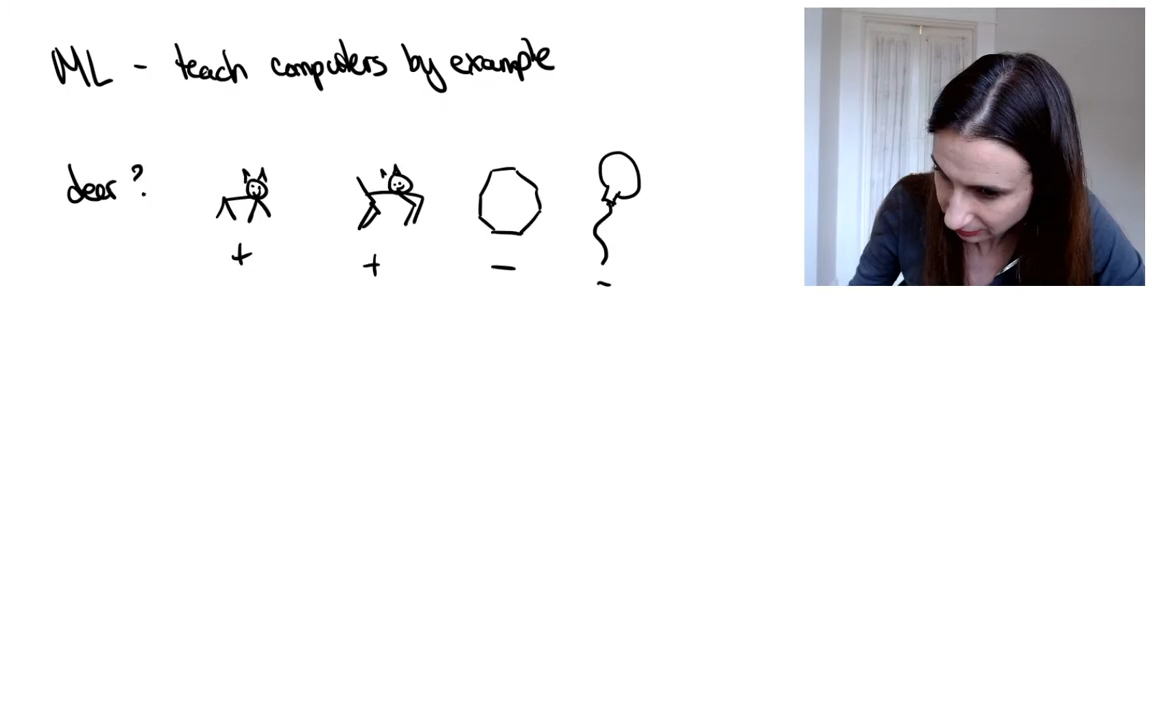 ML - teach computers by example
deer?
+ + - -